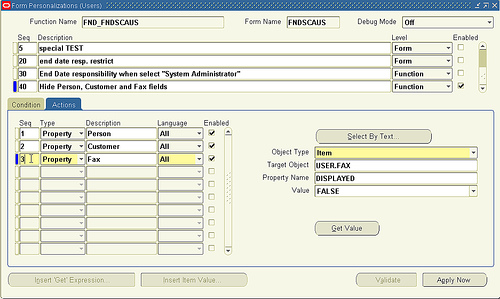 Form Personalizations (Users)
Function Name FND_FNDSCAUS Form Name FNDSCAUS Debug Mode Off
Seq Description Level Enabled
5 special TEST Form
20 end date resp. restrict Form
30 End Date responsibility when select "System Administrator" Function
40 Hide Person, Customer and Fax fields Function
Condition Actions
Seq Type Description Language Enabled
1 Property Person All
2 Property Customer All
3 Property Fax All
Select By Text...
Object Type Item
Target Object USER.FAX
Property Name DISPLAYED
Value FALSE
Get Value
Insert 'Get' Expression... Insert Item Value... Validate Apply Now